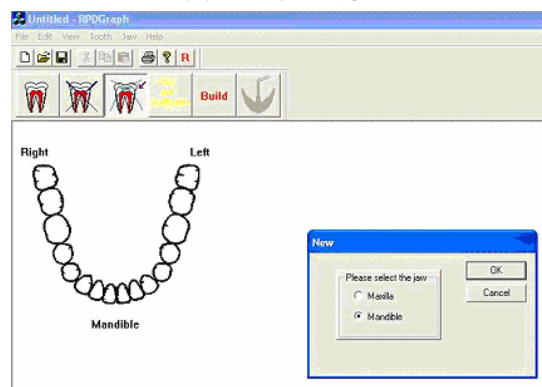 Untitled - RPDGraph
File Edit View Tooth Jaw Help
R
Build
Right Left
Mandible
New
Please select the jaw
Maxilla
Mandible
OK
Cancel